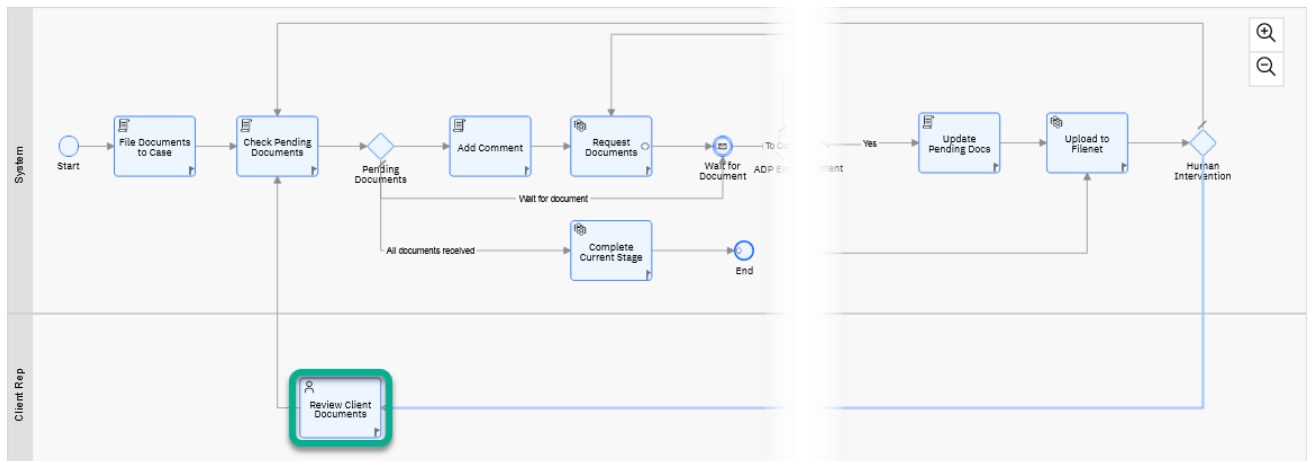 System
Start
File Documents
to Case
Check Pending
Documents
Pending
Documents
Add Comment
Request
Documents
Wait for
Document
To
ADP
Wait for document
All documents received
Complete
Current Stage
End
Yes
Update
Pending Docs
Upload to
Filenet
Human
Intervention
Client Rep
Review Client
Documents